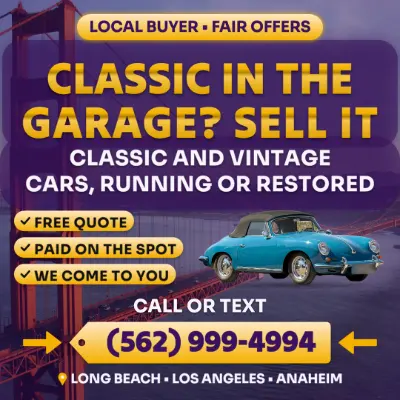 LOCAL BUYER • FAIR OFFERS
CLASSIC IN THE
GARAGE? SELL IT
CLASSIC AND VINTAGE
CARS, RUNNING OR RESTORED
FREE QUOTE
PAID ON THE SPOT
WE COME TO YOU
CALL OR TEXT
(562) 999-4994
LONG BEACH • LOS ANGELES • ANAHEIM